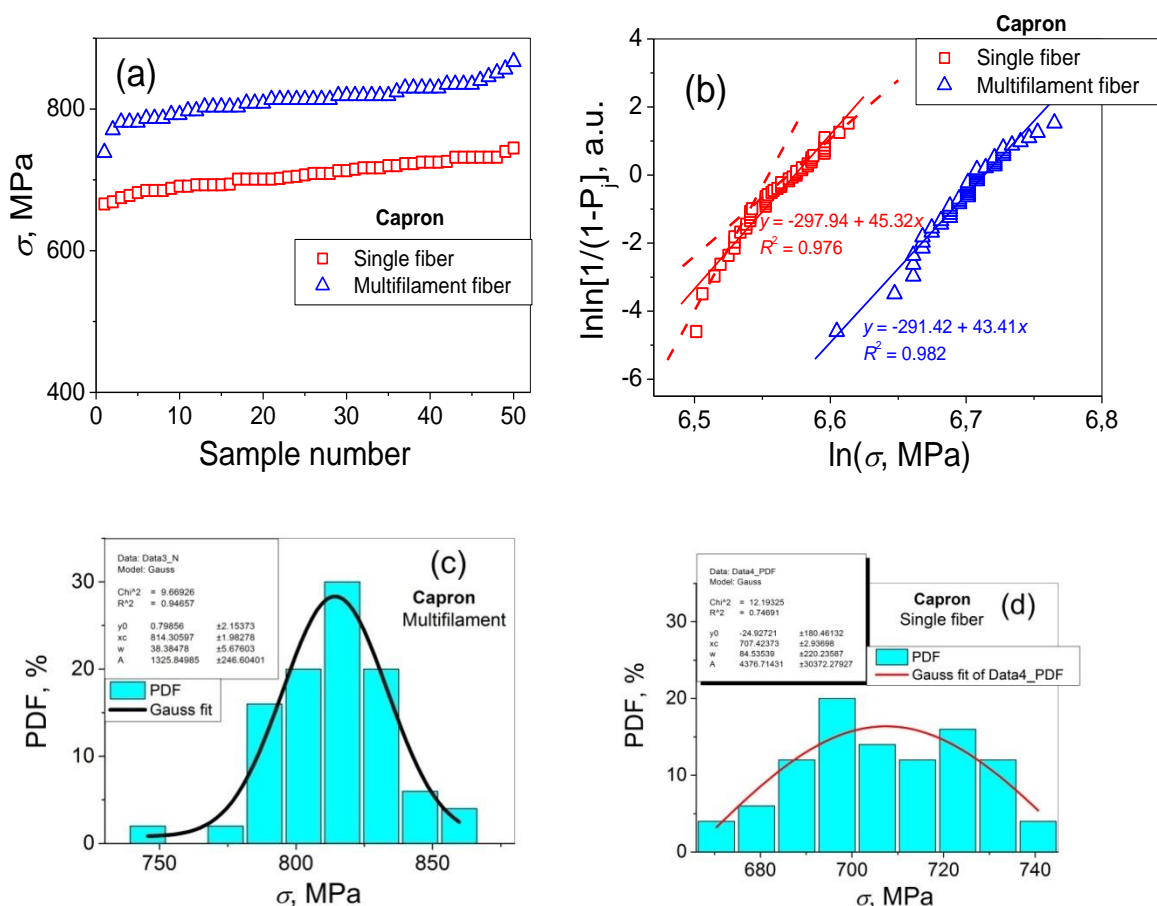 (a)
800
600
400
0
10
20
30
40
50
σ, MPa
Sample number
Capron
Single fiber
Multifilament fiber
(b)
Capron
Single fiber
Multifilament fiber
4
2
0
-2
-4
-6
6,5
6,6
6,7
6,8
lnln[1/(1-Pj], a.u.
ln(σ, MPa)
y = -297.94 + 45.32x
R² = 0.976
y = -291.42 + 43.41x
R² = 0.982
(c)
Data: Data3_N
Model: Gauss
Chi^2 = 9.66926
R^2 = 0.94657
y0 0.79856 ±2.15373
xc 814.30597 ±1.98278
w 38.38478 ±5.67603
A 1325.84985 ±246.60401
Capron
Multifilament
PDF
Gauss fit
30
20
10
0
750
800
850
PDF, %
σ, MPa
(d)
Data: Data4_PDF
Model: Gauss
Chi^2 = 12.19325
R^2 = 0.74691
y0 -24.92721 ±180.46132
xc 707.42373 ±2.93698
w 84.53539 ±220.23587
A 4376.71431 ±30372.27927
Capron
Single fiber
PDF
Gauss fit of Data4_PDF
30
20
10
0
680
700
720
740
PDF, %
σ, MPa